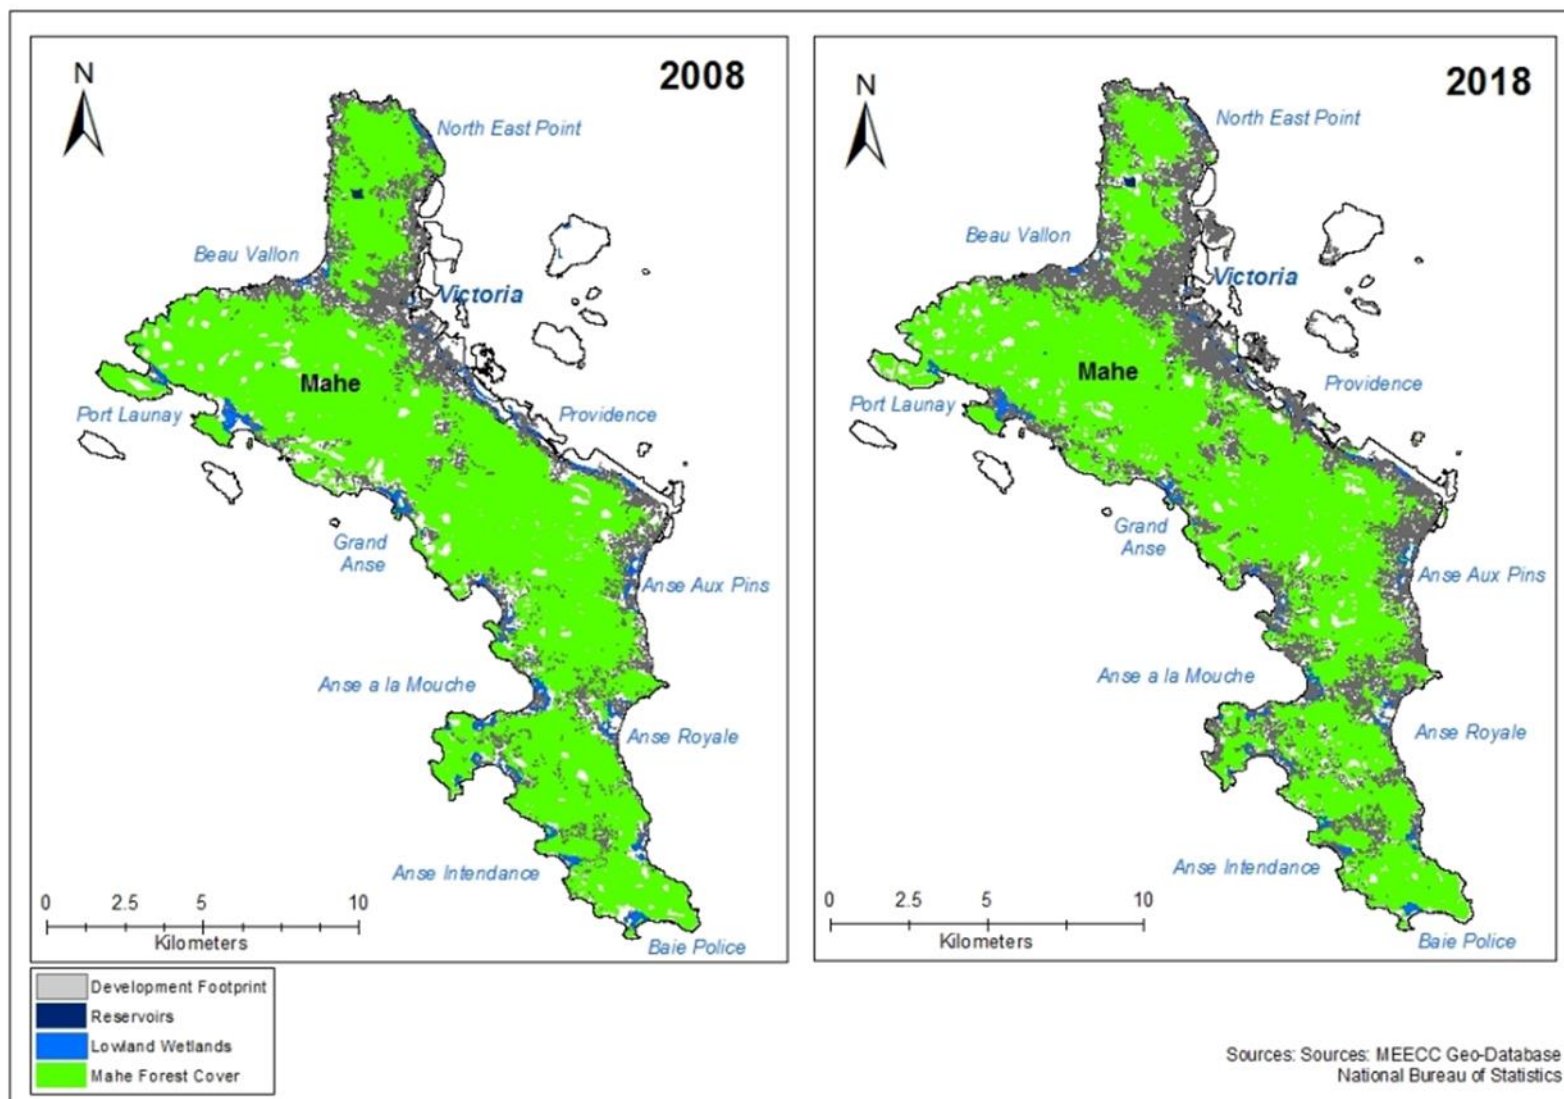 2008
N
North East Point
Beau Vallon
Victoria
Mahe
Port Launay
Providence
Grand
Anse
Anse Aux Pins
Anse a la Mouche
Anse Royale
Anse Intendance
Baie Police
0 2.5 5 10
Kilometers
2018
N
North East Point
Beau Vallon
Victoria
Mahe
Providence
Port Launay
Grand
Anse
Anse Aux Pins
Anse a la Mouche
Anse Royale
Anse Intendance
Baie Police
0 2.5 5 10
Kilometers
Development Footprint
Reservoirs
Lowland Wetlands
Mahe Forest Cover
Sources: Sources: MEECC Geo-Database
National Bureau of Statistics